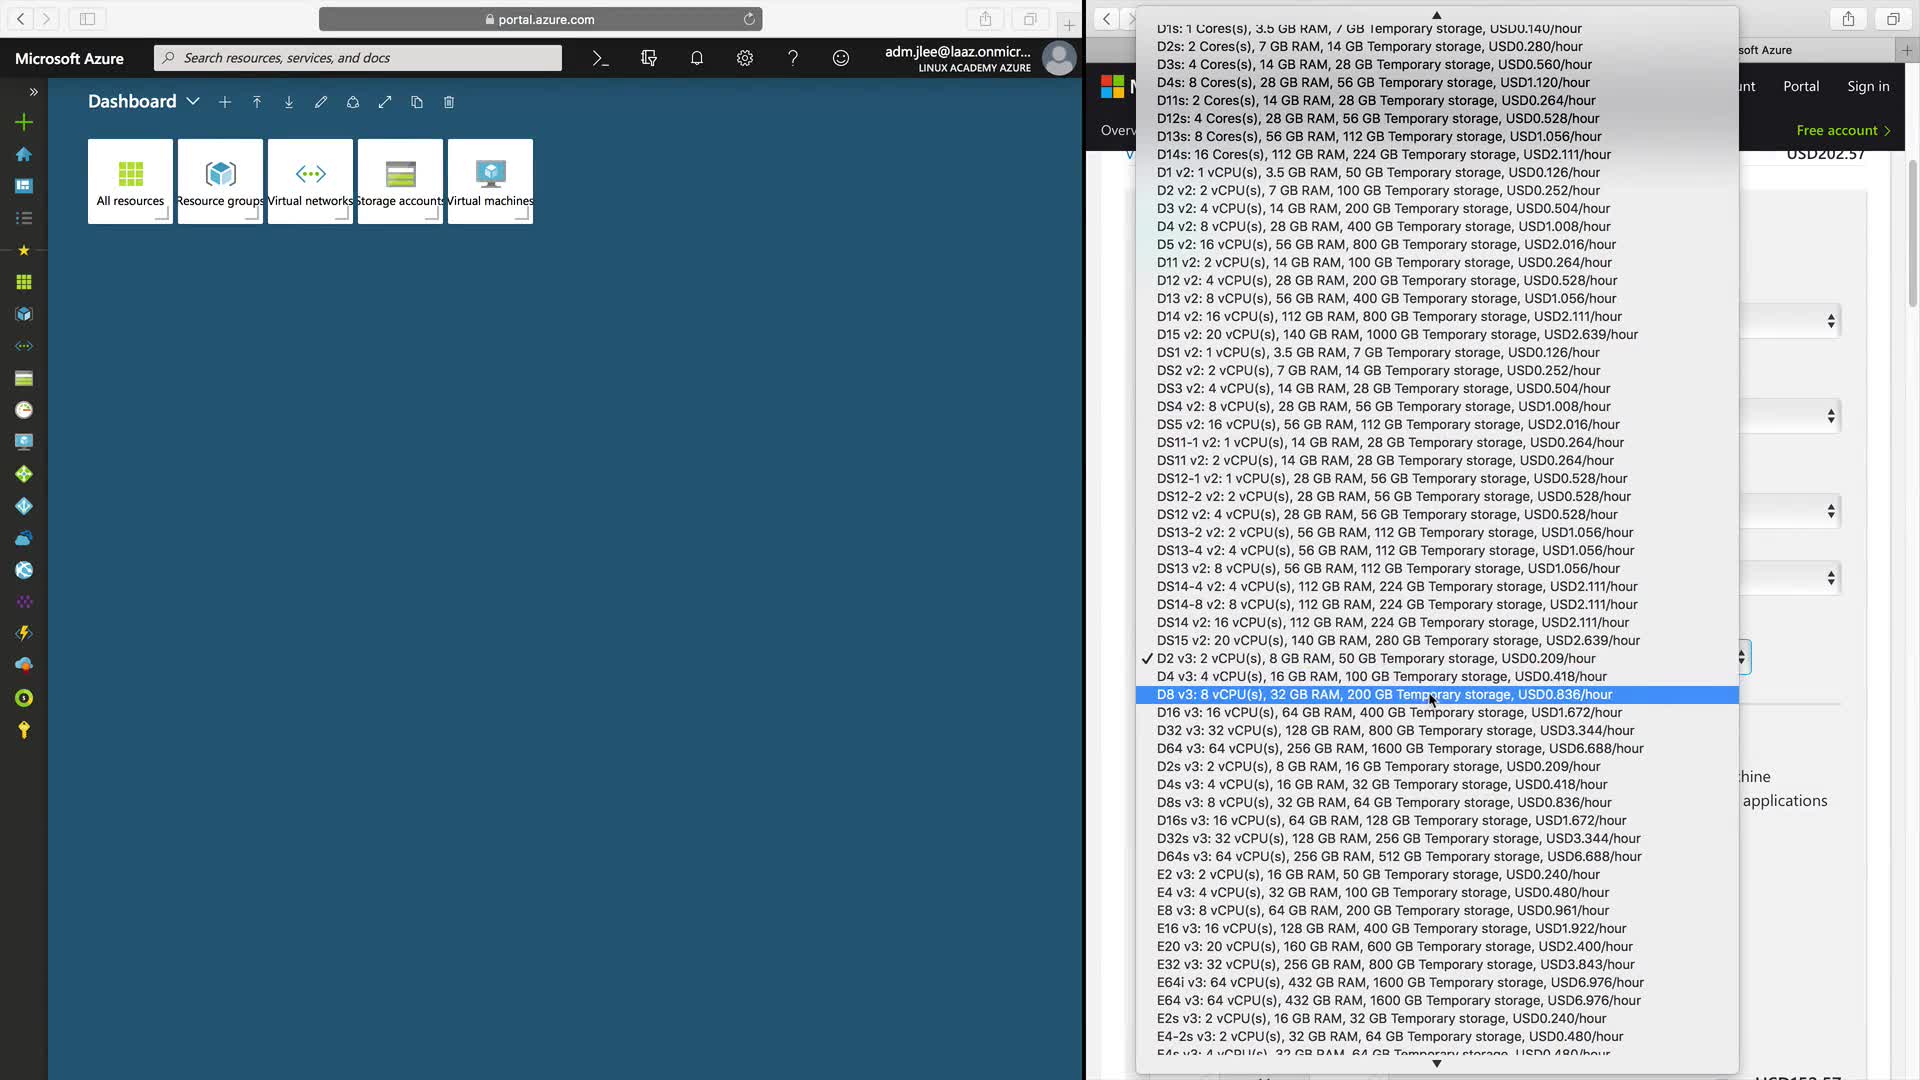 portal.azure.com
Microsoft Azure
Search resources, services, and docs
adm.jlee@laaz.onmicr...
LINUX ACADEMY AZURE
Dashboard
All resources
Resource groups
Virtual networks
Storage accounts
Virtual machines
soft Azure
M
unt
Portal
Sign in
Overv
Free account
USD202.57
D1s: 1 Cores(s), 3.5 GB RAM, 7 GB Temporary storage, USD0.140/hour
D2s: 2 Cores(s), 7 GB RAM, 14 GB Temporary storage, USD0.280/hour
D3s: 4 Cores(s), 14 GB RAM, 28 GB Temporary storage, USD0.560/hour
D4s: 8 Cores(s), 28 GB RAM, 56 GB Temporary storage, USD1.120/hour
D11s: 2 Cores(s), 14 GB RAM, 28 GB Temporary storage, USD0.264/hour
D12s: 4 Cores(s), 28 GB RAM, 56 GB Temporary storage, USD0.528/hour
D13s: 8 Cores(s), 56 GB RAM, 112 GB Temporary storage, USD1.056/hour
D14s: 16 Cores(s), 112 GB RAM, 224 GB Temporary storage, USD2.111/hour
D1 v2: 1 vCPU(s), 3.5 GB RAM, 50 GB Temporary storage, USD0.126/hour
D2 v2: 2 vCPU(s), 7 GB RAM, 100 GB Temporary storage, USD0.252/hour
D3 v2: 4 vCPU(s), 14 GB RAM, 200 GB Temporary storage, USD0.504/hour
D4 v2: 8 vCPU(s), 28 GB RAM, 400 GB Temporary storage, USD1.008/hour
D5 v2: 16 vCPU(s), 56 GB RAM, 800 GB Temporary storage, USD2.016/hour
D11 v2: 2 vCPU(s), 14 GB RAM, 100 GB Temporary storage, USD0.264/hour
D12 v2: 4 vCPU(s), 28 GB RAM, 200 GB Temporary storage, USD0.528/hour
D13 v2: 8 vCPU(s), 56 GB RAM, 400 GB Temporary storage, USD1.056/hour
D14 v2: 16 vCPU(s), 112 GB RAM, 800 GB Temporary storage, USD2.111/hour
D15 v2: 20 vCPU(s), 140 GB RAM, 1000 GB Temporary storage, USD2.639/hour
DS1 v2: 1 vCPU(s), 3.5 GB RAM, 7 GB Temporary storage, USD0.126/hour
DS2 v2: 2 vCPU(s), 7 GB RAM, 14 GB Temporary storage, USD0.252/hour
DS3 v2: 4 vCPU(s), 14 GB RAM, 28 GB Temporary storage, USD0.504/hour
DS4 v2: 8 vCPU(s), 28 GB RAM, 56 GB Temporary storage, USD1.008/hour
DS5 v2: 16 vCPU(s), 56 GB RAM, 112 GB Temporary storage, USD2.016/hour
DS11-1 v2: 1 vCPU(s), 14 GB RAM, 28 GB Temporary storage, USD0.264/hour
DS11 v2: 2 vCPU(s), 14 GB RAM, 28 GB Temporary storage, USD0.264/hour
DS12-1 v2: 1 vCPU(s), 28 GB RAM, 56 GB Temporary storage, USD0.528/hour
DS12-2 v2: 2 vCPU(s), 28 GB RAM, 56 GB Temporary storage, USD0.528/hour
DS12 v2: 4 vCPU(s), 28 GB RAM, 56 GB Temporary storage, USD0.528/hour
DS13-2 v2: 2 vCPU(s), 56 GB RAM, 112 GB Temporary storage, USD1.056/hour
DS13-4 v2: 4 vCPU(s), 56 GB RAM, 112 GB Temporary storage, USD1.056/hour
DS13 v2: 8 vCPU(s), 56 GB RAM, 112 GB Temporary storage, USD1.056/hour
DS14-4 v2: 4 vCPU(s), 112 GB RAM, 224 GB Temporary storage, USD2.111/hour
DS14-8 v2: 8 vCPU(s), 112 GB RAM, 224 GB Temporary storage, USD2.111/hour
DS14 v2: 16 vCPU(s), 112 GB RAM, 224 GB Temporary storage, USD2.111/hour
DS15 v2: 20 vCPU(s), 140 GB RAM, 280 GB Temporary storage, USD2.639/hour
D2 v3: 2 vCPU(s), 8 GB RAM, 50 GB Temporary storage, USD0.209/hour
D4 v3: 4 vCPU(s), 16 GB RAM, 100 GB Temporary storage, USD0.418/hour
D8 v3: 8 vCPU(s), 32 GB RAM, 200 GB Temporary storage, USD0.836/hour
D16 v3: 16 vCPU(s), 64 GB RAM, 400 GB Temporary storage, USD1.672/hour
D32 v3: 32 vCPU(s), 128 GB RAM, 800 GB Temporary storage, USD3.344/hour
D64 v3: 64 vCPU(s), 256 GB RAM, 1600 GB Temporary storage, USD6.688/hour
D2s v3: 2 vCPU(s), 8 GB RAM, 16 GB Temporary storage, USD0.209/hour
D4s v3: 4 vCPU(s), 16 GB RAM, 32 GB Temporary storage, USD0.418/hour
D8s v3: 8 vCPU(s), 32 GB RAM, 64 GB Temporary storage, USD0.836/hour
D16s v3: 16 vCPU(s), 64 GB RAM, 128 GB Temporary storage, USD1.672/hour
D32s v3: 32 vCPU(s), 128 GB RAM, 256 GB Temporary storage, USD3.344/hour
D64s v3: 64 vCPU(s), 256 GB RAM, 512 GB Temporary storage, USD6.688/hour
E2 v3: 2 vCPU(s), 16 GB RAM, 50 GB Temporary storage, USD0.240/hour
E4 v3: 4 vCPU(s), 32 GB RAM, 100 GB Temporary storage, USD0.480/hour
E8 v3: 8 vCPU(s), 64 GB RAM, 200 GB Temporary storage, USD0.961/hour
E16 v3: 16 vCPU(s), 128 GB RAM, 400 GB Temporary storage, USD1.922/hour
E20 v3: 20 vCPU(s), 160 GB RAM, 600 GB Temporary storage, USD2.400/hour
E32 v3: 32 vCPU(s), 256 GB RAM, 800 GB Temporary storage, USD3.843/hour
E64i v3: 64 vCPU(s), 432 GB RAM, 1600 GB Temporary storage, USD6.976/hour
E64 v3: 64 vCPU(s), 432 GB RAM, 1600 GB Temporary storage, USD6.976/hour
E2s v3: 2 vCPU(s), 16 GB RAM, 32 GB Temporary storage, USD0.240/hour
E4-2s v3: 2 vCPU(s), 32 GB RAM, 64 GB Temporary storage, USD0.480/hour
E4s v3: 4 vCPU(s), 32 GB RAM, 64 GB Temporary storage, USD0.480/hour
chine
applications